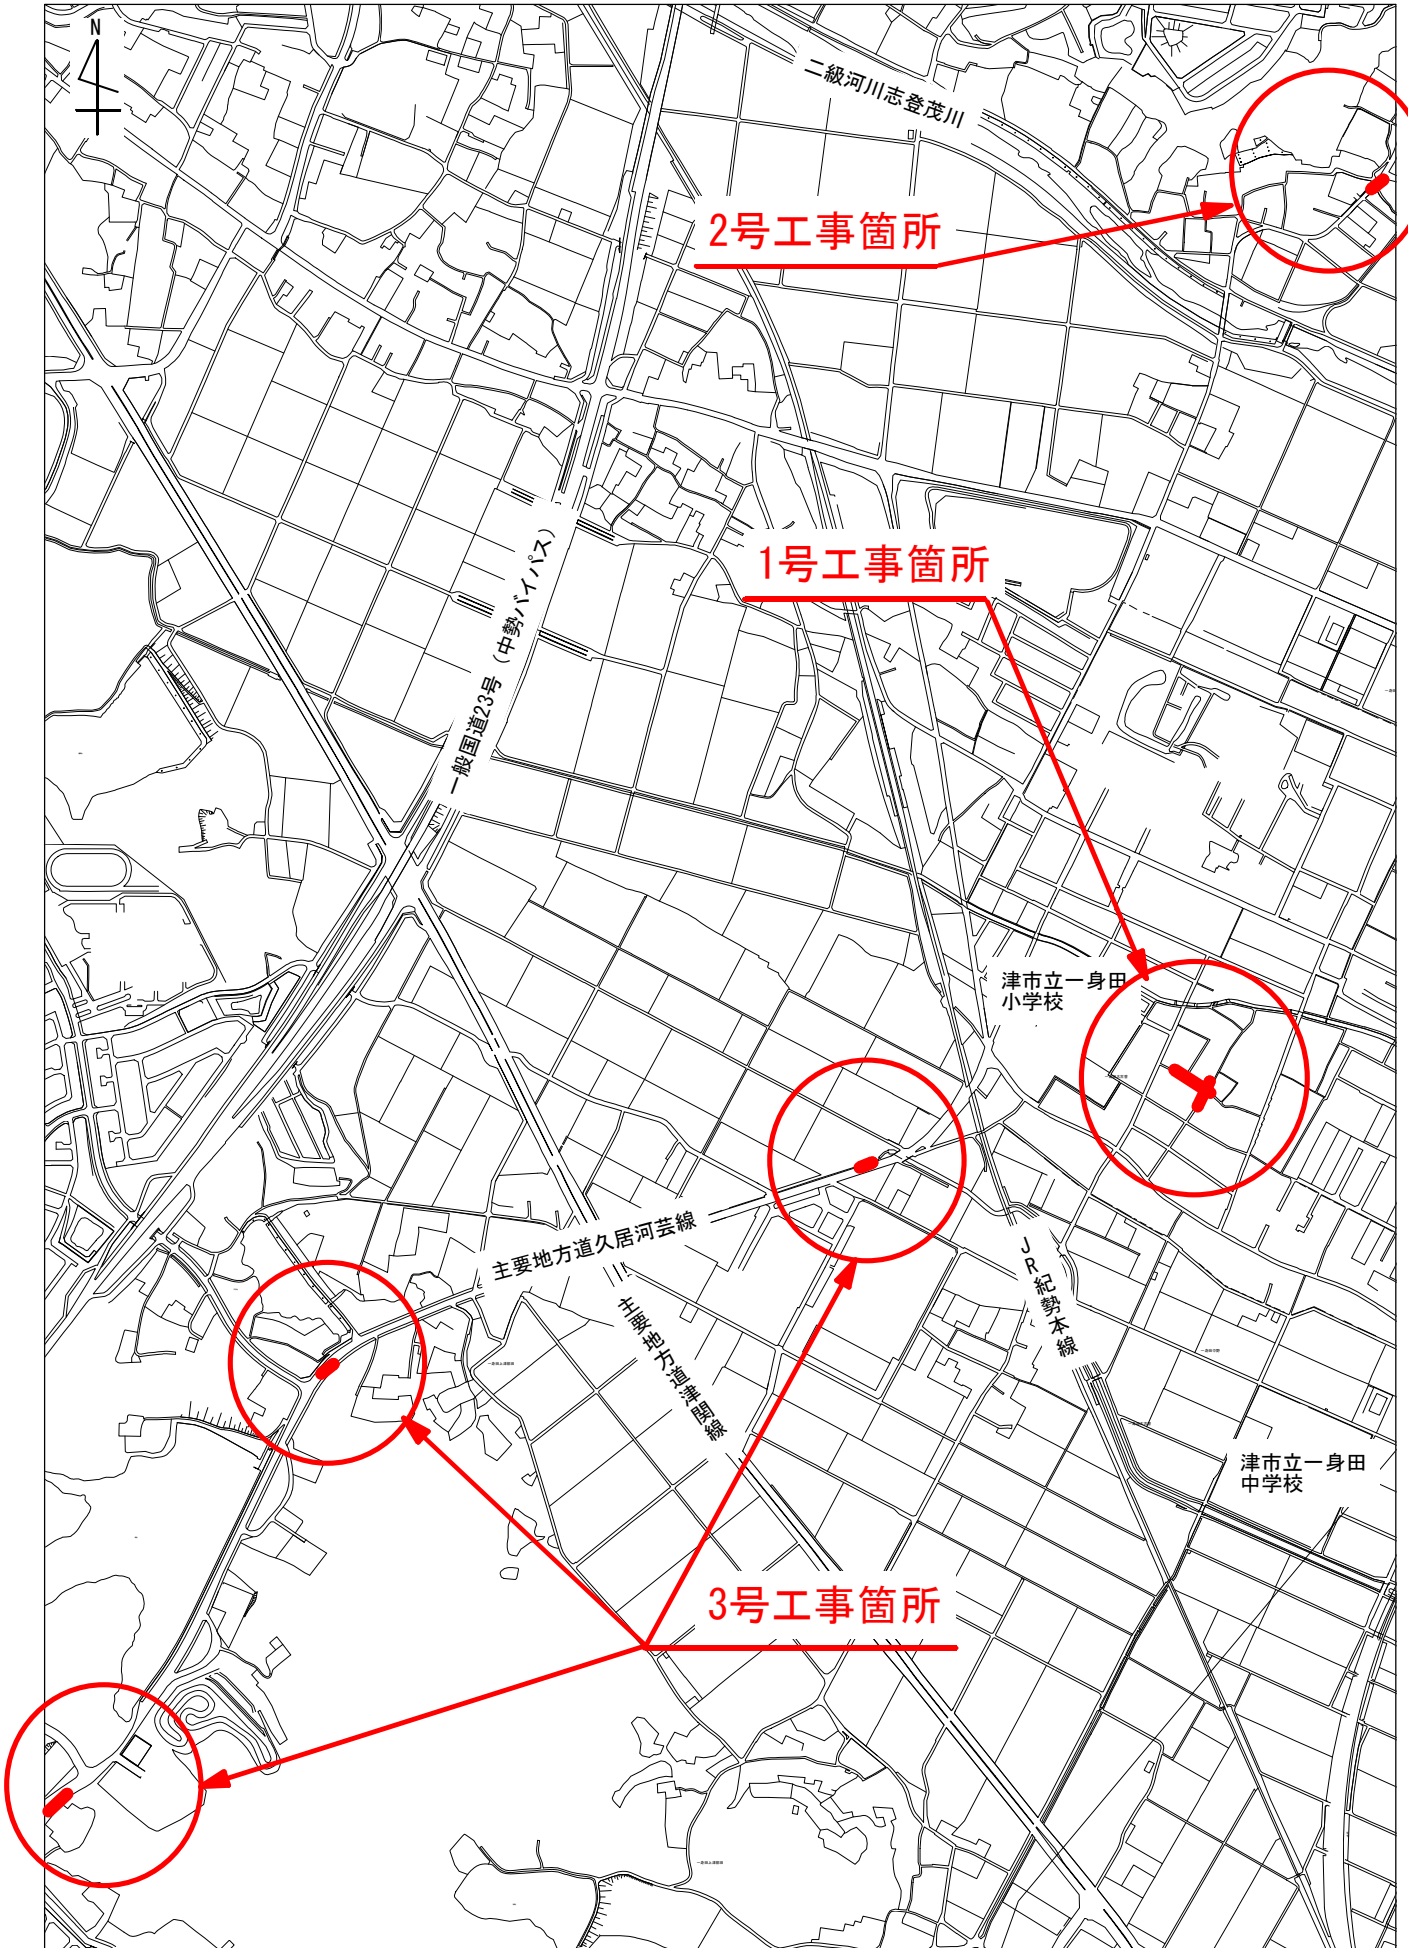 N
二級河川志登茂川
2号工事箇所
一般国道23号（中勢バイパス）
1号工事箇所
津市立一身田
小学校
主要地方道久居河芸線
主要地方道津関線
JR紀勢本線
津市立一身田
中学校
3号工事箇所